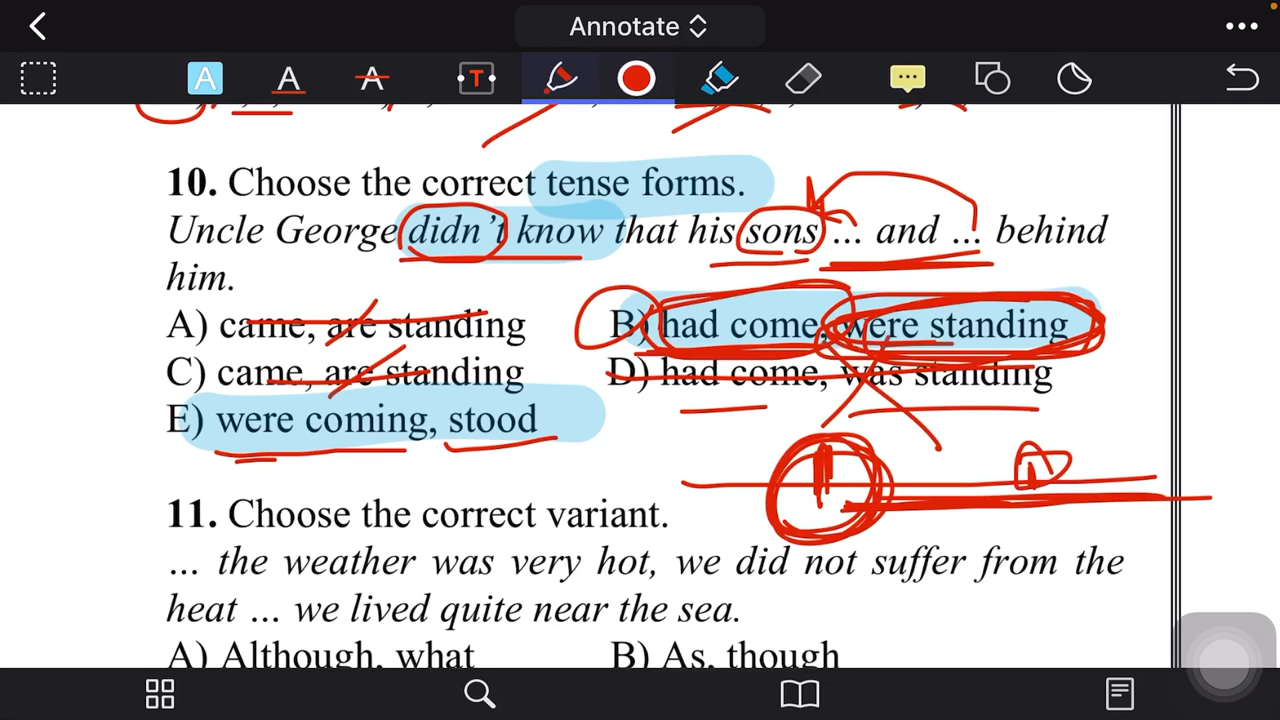 Annotate
A A A T
10. Choose the correct tense forms.
Uncle George didn't know that his sons ... and ... behind
him.
A) came, are standing B) had come, were standing
C) came, are standing D) had come, was standing
E) were coming, stood
11. Choose the correct variant.
... the weather was very hot, we did not suffer from the
heat ... we lived quite near the sea.
A) Although, what B) As, though